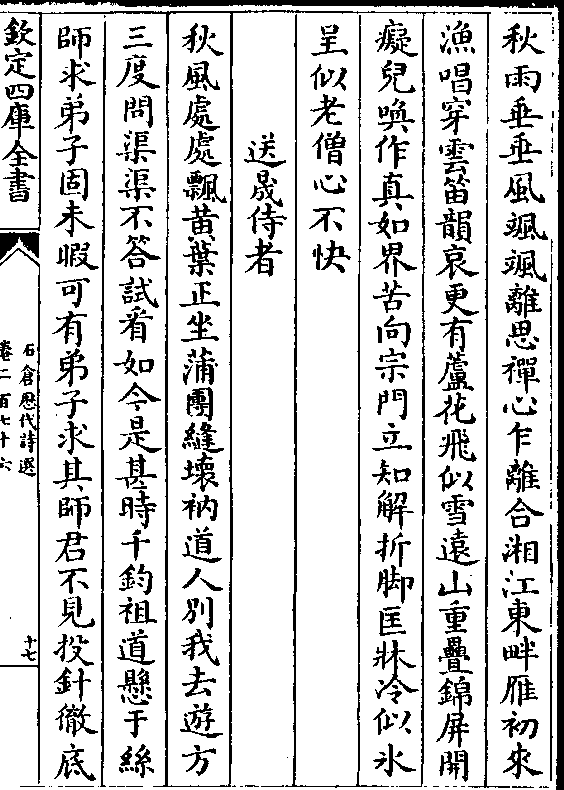 秋雨垂垂風颯颯離思禪心乍離合湘江東畔雁初來
漁唱穿雲笛韻哀更有蘆花飛似雪遠山重疊錦屏開
癡兒喚作真如界苦向宗門立知解折脚匡牀冷似氷
呈似老僧心不快
送晟侍者
秋風處處飄黄葉正坐蒲團縫壊衲道人别我去遊方
三度問渠渠不答試看如今是甚時千鈞祖道懸于絲
師求弟子固未暇可有弟子求其師君不見投針徹底
欽定四庫全書
石倉歴代詩選
卷二百七十六
十七